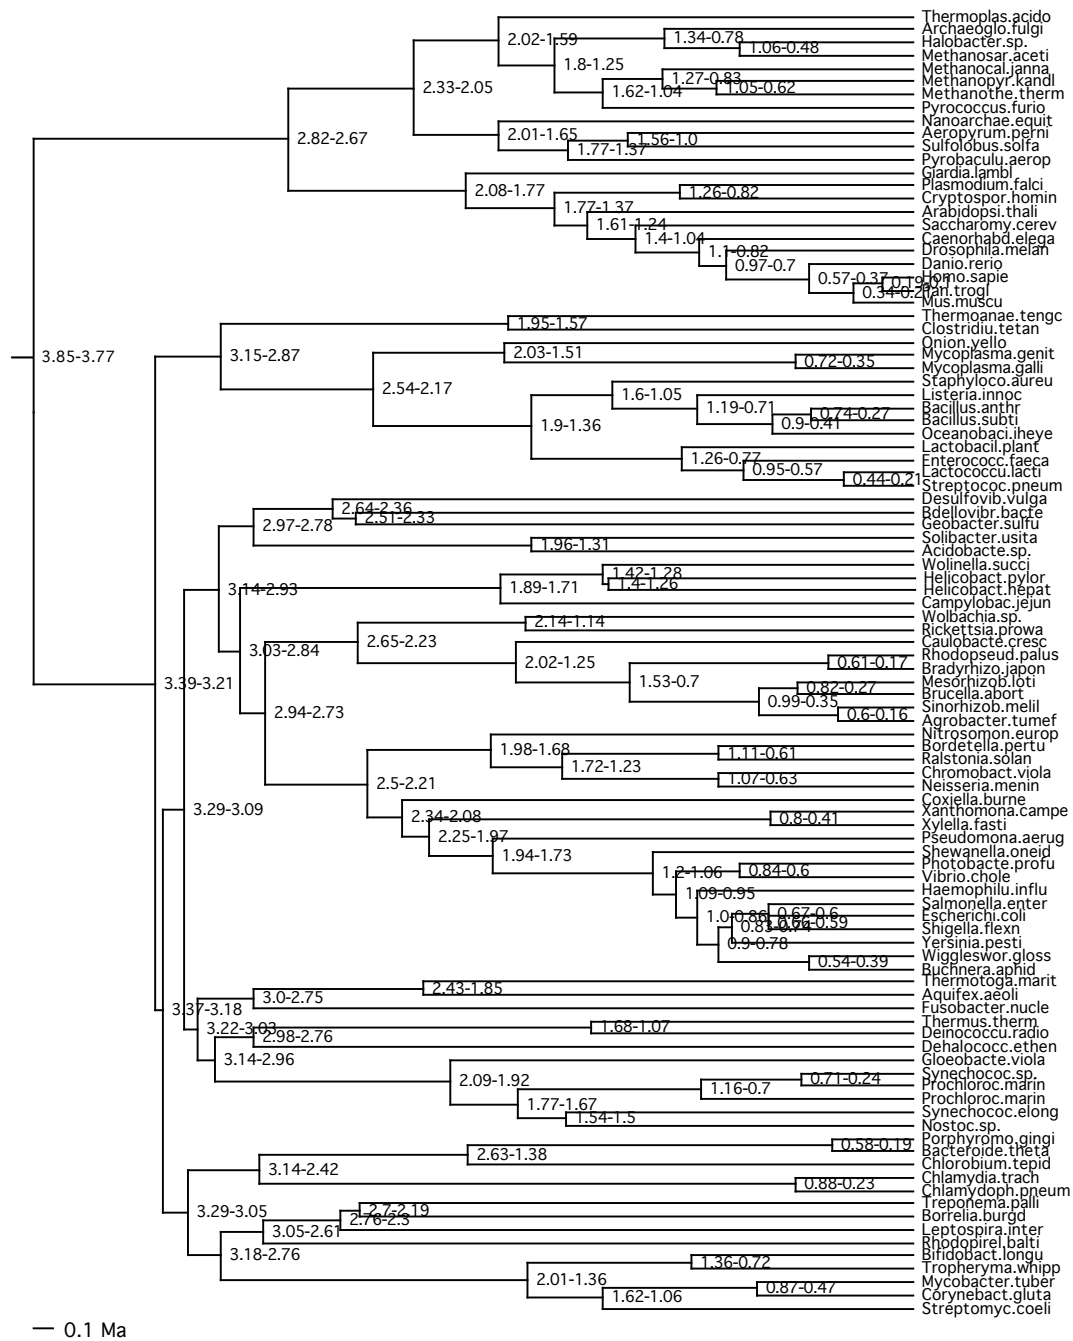 Thermoplas.acido
Archaeoglo.fulgi
2.02-1.59
1.34-0.78
Halobacter.sp.
1.06-0.48
Methanosar.aceti
1.8-1.25
Methanocal.janna
1.27-0.83
Methanopyr.kandl
2.33-2.05
1.62-1.04
1.05-0.62
Methanothe.therm
Pyrococcus.furio
Nanoarchae.equit
2.82-2.67
2.01-1.65
Aeropyrum.perni
1.56-1.0
1.77-1.37
Sulfolobus.solfa
Pyrobaculu.aerop
Giardia.lambl
2.08-1.77
Plasmodium.falci
1.26-0.82
Cryptospor.homin
1.77-1.37
Arabidopsi.thali
1.61-1.24
Saccharomy.cerev
1.4-1.04
Caenorhabd.elega
1.1-0.82
Drosophila.melan
0.97-0.7
Danio.rerio
0.57-0.37
Homo.sapie
0.34-0.2
Mus.muscu
Thermoanae.tengc
1.95-1.57
Clostridiu.tetan
3.85-3.77
3.15-2.87
Onion.yello
2.03-1.51
Mycoplasma.genit
0.72-0.35
Mycoplasma.galli
2.54-2.17
Staphyloco.aureu
1.6-1.05
Listeria.innoc
1.19-0.71
Bacillus.anthr
0.74-0.27
Bacillus.subti
1.9-1.36
0.9-0.41
Oceanobaci.iheye
Lactobacil.plant
1.26-0.77
Enterococc.faeca
0.95-0.57
Lactococcu.lacti
0.44-0.21
Streptococ.pneum
Desulfovib.vulga
2.64-2.36
Bdellovibr.bacte
2.97-2.78
2.51-2.33
Geobacter.sulfu
Solibacter.usita
1.96-1.31
Acidobacte.sp.
Wolinella.succi
1.42-1.28
Helicobact.pylor
3.14-2.93
1.89-1.71
1.4-1.26
Helicobact.hepat
Campylobac.jejun
Wolbachia.sp.
2.14-1.14
Rickettsia.prowa
3.03-2.84
2.65-2.23
Caulobacte.cresc
2.02-1.25
Rhodopseud.palus
0.61-0.17
Bradyrhizo.japon
3.39-3.21
1.53-0.7
Mesorhizob.loti
0.82-0.27
Brucella.abort
0.99-0.35
Sinorhizob.melil
2.94-2.73
0.6-0.16
Agrobacter.tumef
Nitrosomon.europ
1.98-1.68
Bordetella.pertu
1.11-0.61
Ralstonia.solan
1.72-1.23
Chromobact.viola
2.5-2.21
1.07-0.63
Neisseria.menin
Coxiella.burne
3.29-3.09
2.34-2.08
Xanthomona.campe
0.8-0.41
Xylella.fasti
2.25-1.97
Pseudomona.aerug
1.94-1.73
Shewanella.oneid
1.2-1.06
Photobacte.profu
0.84-0.6
Vibrio.chole
1.09-0.95
Haemophilu.influ
Salmonella.enter
1.0-0.86
0.67-0.6
Escherichi.coli
0.83-0.74
0.66-0.59
Shigella.flexn
0.9-0.78
Yersinia.pesti
Wiggleswor.gloss
0.54-0.39
Buchnera.aphid
Thermotoga.marit
2.43-1.85
3.0-2.75
Aquifex.aeoli
3.37-3.18
Fusobacter.nucle
3.22-3.03
Thermus.therm
1.68-1.07
Deinococcu.radio
2.98-2.76
Dehalococc.ethen
3.14-2.96
Gloeobacte.viola
2.09-1.92
Synechococ.sp.
0.71-0.24
Prochloroc.marin
1.16-0.7
Prochloroc.marin
1.77-1.67
Synechococ.elong
1.54-1.5
Nostoc.sp.
Porphyromo.gingi
0.58-0.19
Bacteroide.theta
2.63-1.38
Chlorobium.tepid
3.14-2.42
Chlamydia.trach
0.88-0.23
Chlamydoph.pneum
Treponema.palli
3.29-3.05
2.7-2.19
Borrelia.burgd
2.76-2.3
Leptospira.inter
3.05-2.61
Rhodopirel.balti
3.18-2.76
Bifidobact.longu
1.36-0.72
Tropheryma.whipp
2.01-1.36
Mycobacter.tuber
0.87-0.47
Corynebact.gluta
1.62-1.06
Streptomyc.coeli
0.1 Ma